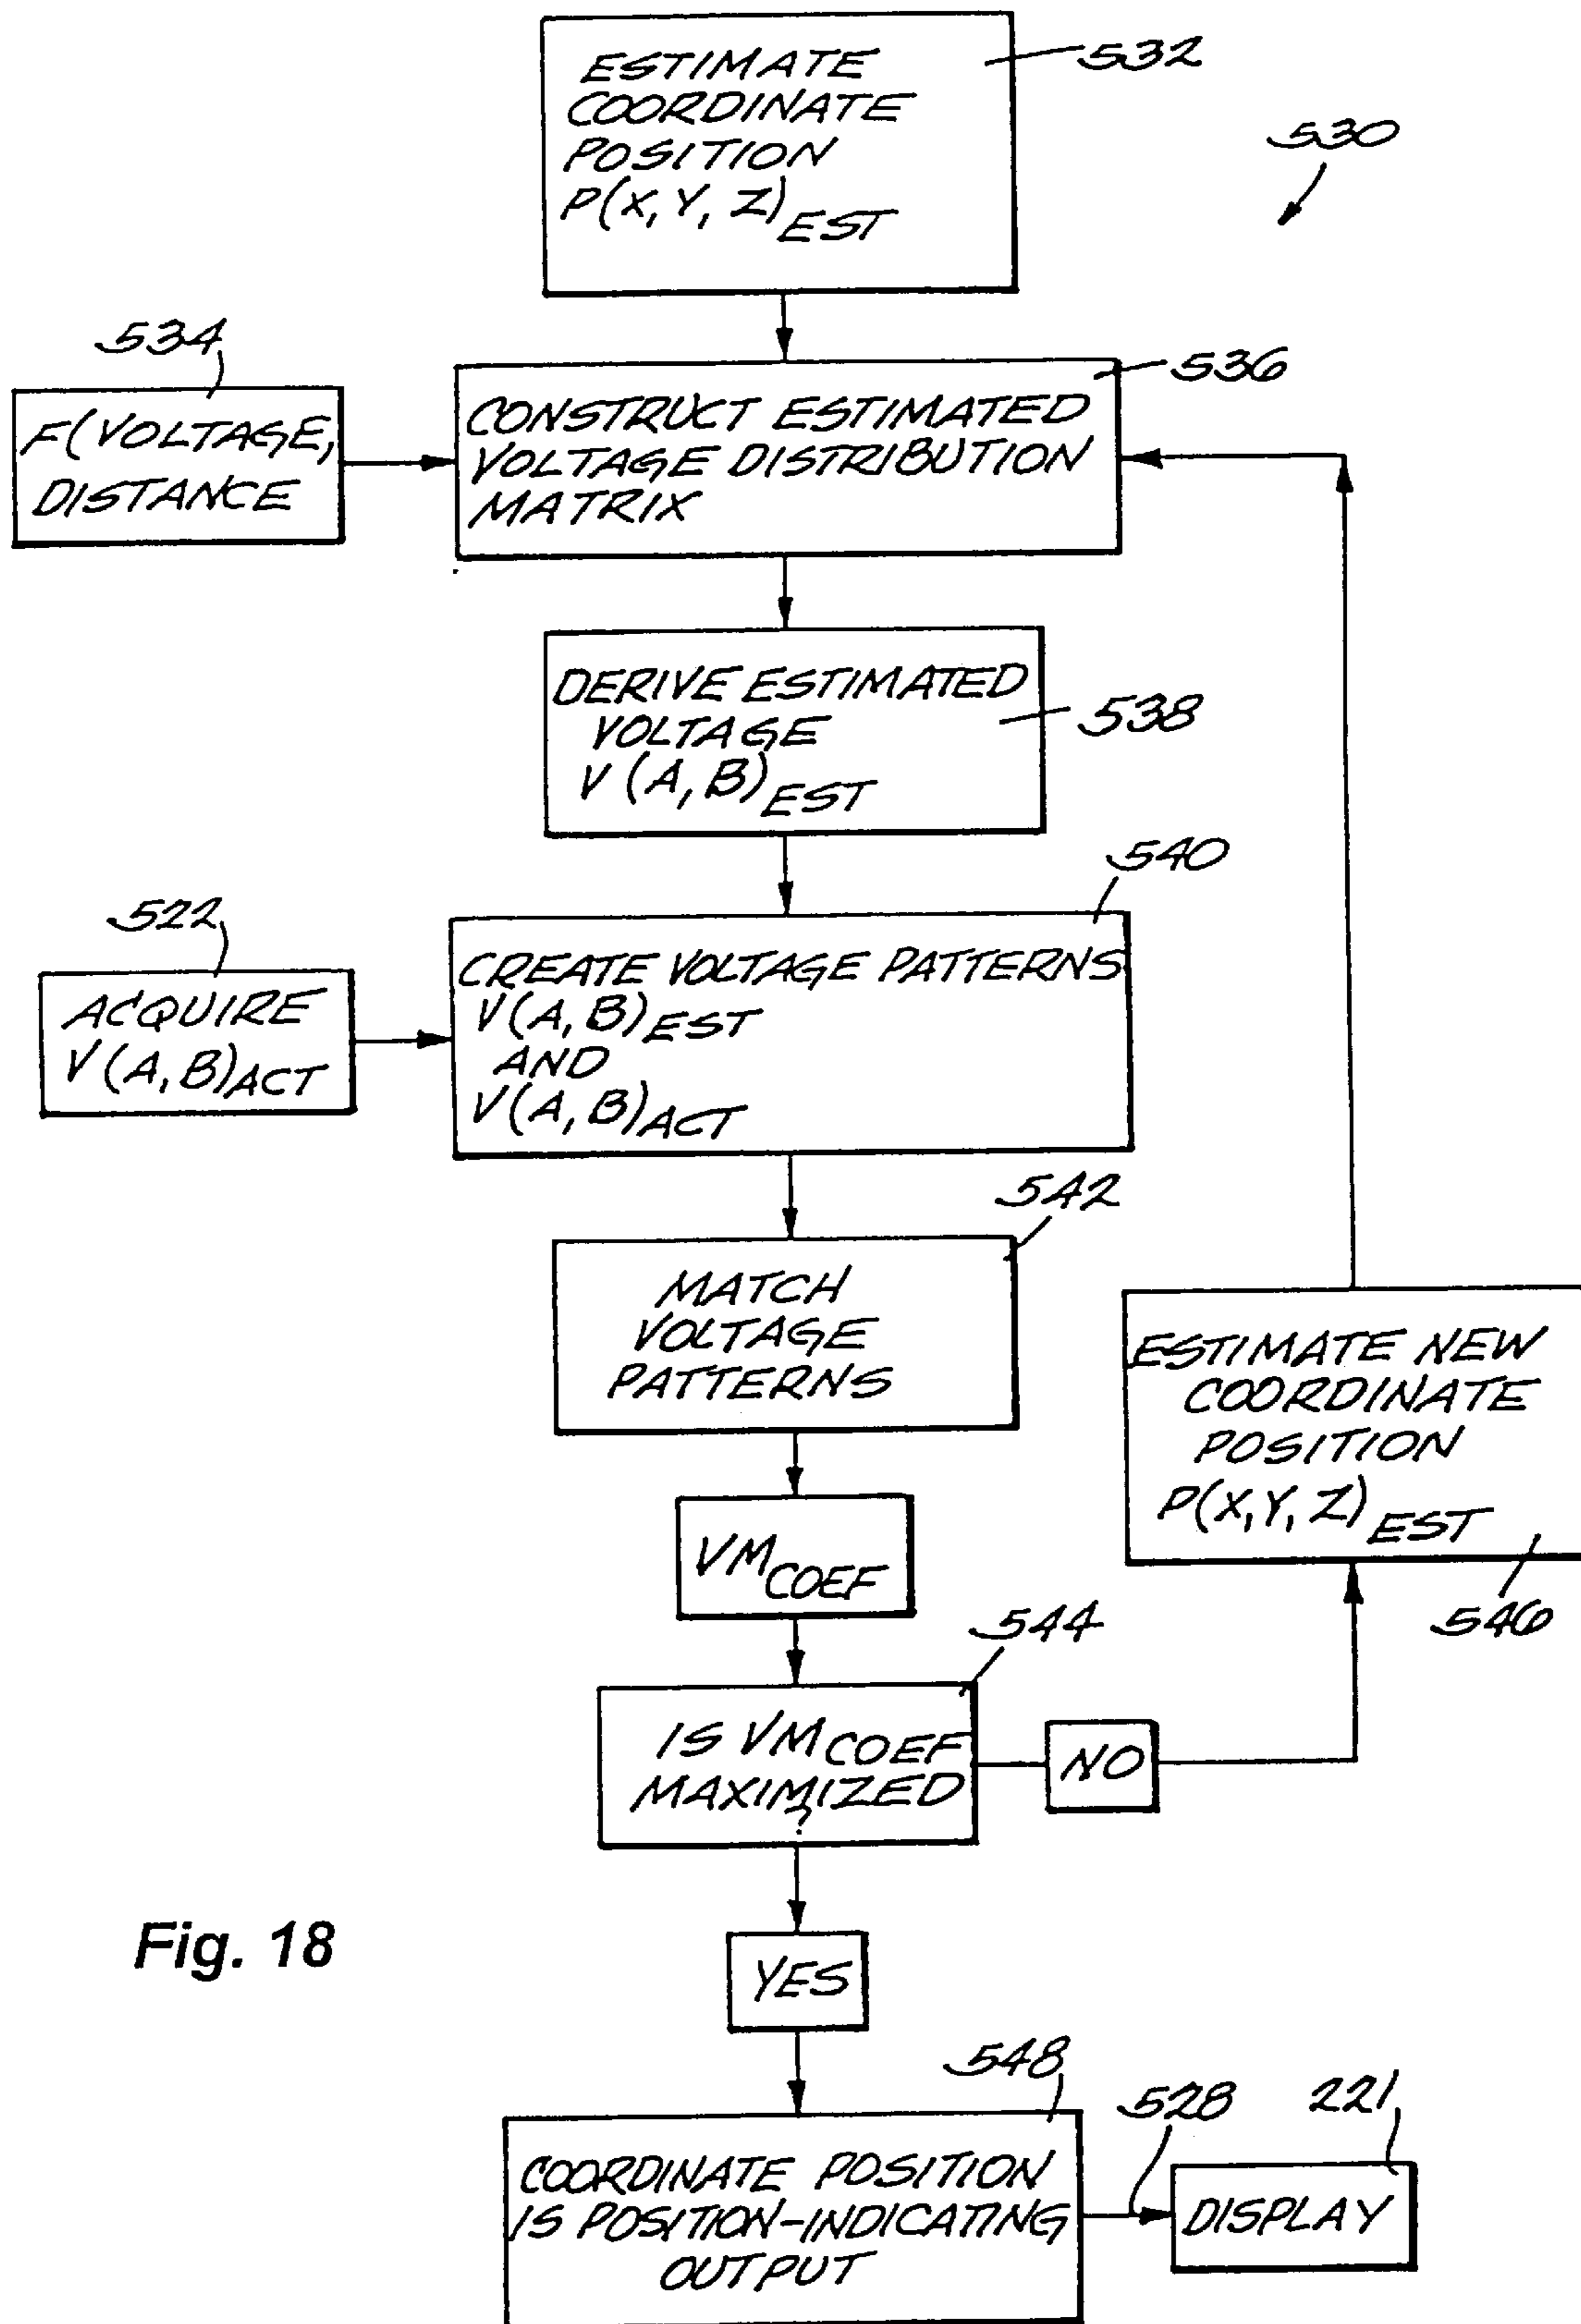 ESTIMATE
COORDINATE
POSITION
P(X, Y, Z)EST
532
530
534
F(VOLTAGE,
DISTANCE
536
CONSTRUCT ESTIMATED
VOLTAGE DISTRIBUTION
MATRIX
DERIVE ESTIMATED
VOLTAGE
V (A, B)EST
538
540
522
ACQUIRE
V (A, B)ACT
CREATE VOLTAGE PATTERNS
V(A, B)EST
AND
V(A, B)ACT
542
MATCH
VOLTAGE
PATTERNS
ESTIMATE NEW
COORDINATE
POSITION
P(X, Y, Z)EST
546
VMCOEF
544
IS VMCOEF
MAXIMIZED
?
NO
Fig. 18
YES
548
528
221
COORDINATE POSITION
IS POSITION-INDICATING
OUTPUT
DISPLAY